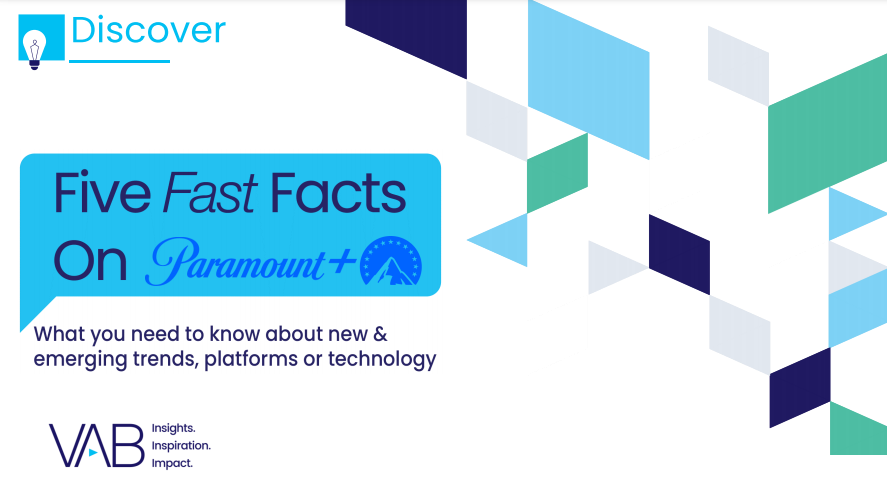 Discover
Five Fast Facts
On Paramount+
What you need to know about new &
emerging trends, platforms or technology
VAB
Insights.
Inspiration.
Impact.